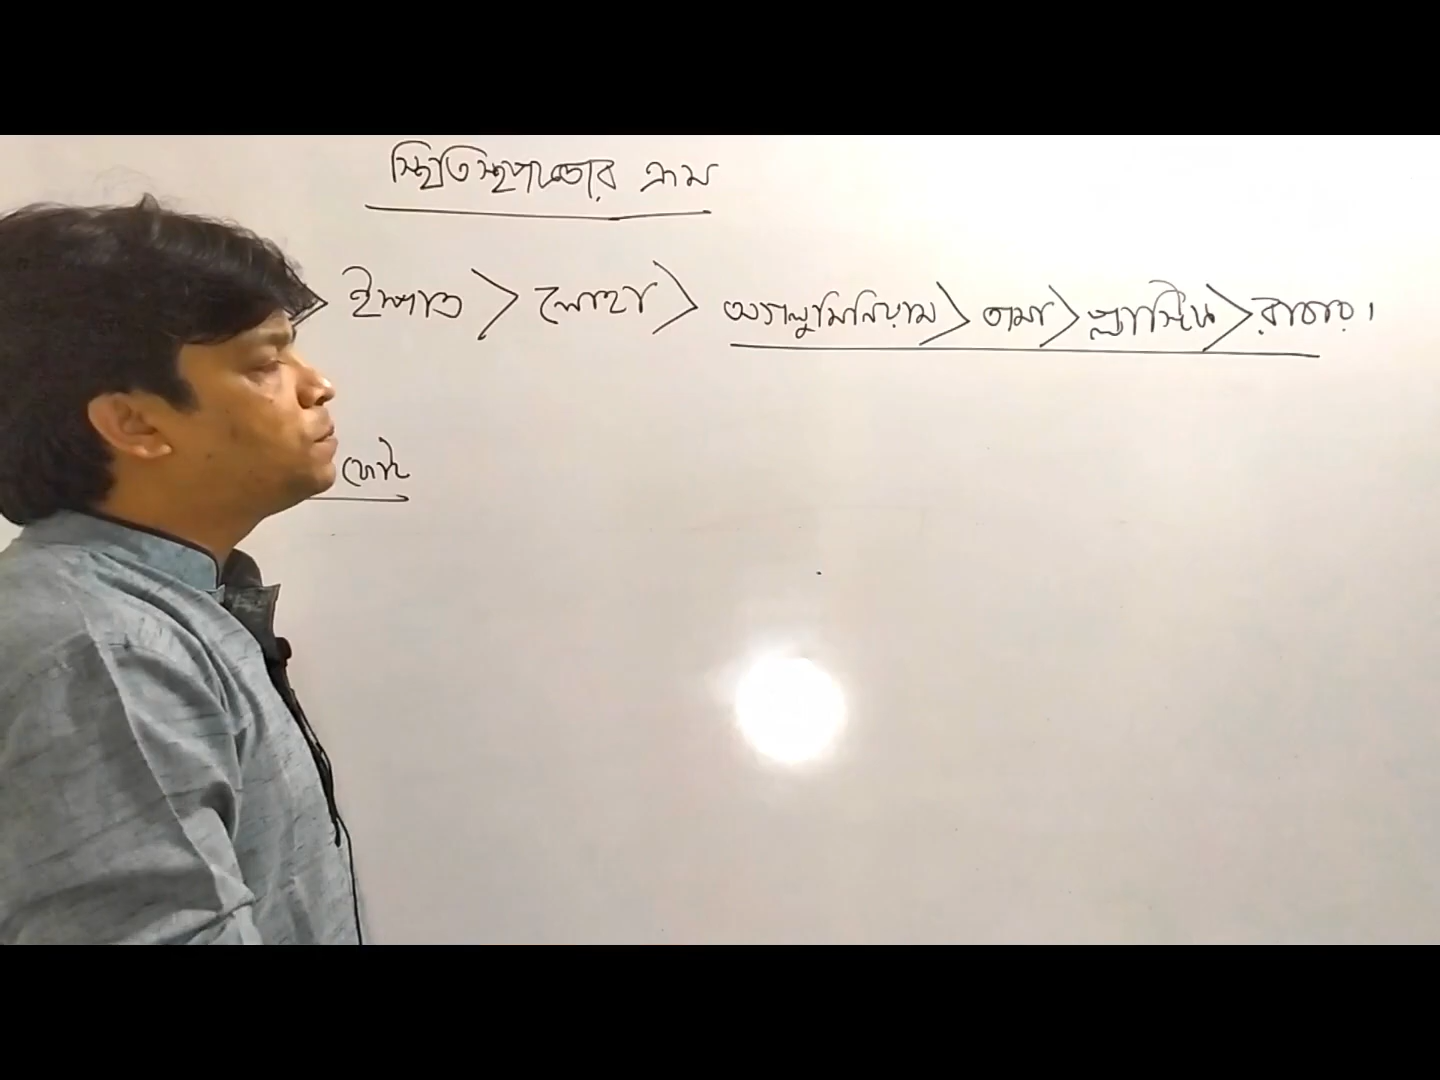 স্থিতিস্থাপকতার ক্রম
> ইস্পাত > লোহা > অ্যালুমিনিয়াম > তামা > প্লাস্টিক > রাবার।